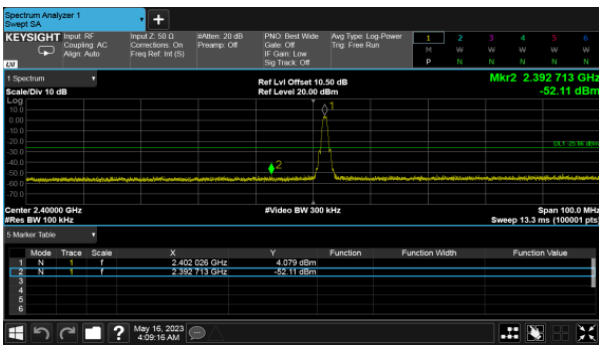 Spectrum Analyzer 1
Swept SA
+
KEYSIGHT Input: RF Input Z: 50 Ω #Atten: 20 dB PNO: Best Wide Avg Type: Log-Power 1 2 3 4 5 6
Coupling: AC Corrections: On Preamp: Off Gate: Off Trig: Free Run M W W W W W
Align: Auto Freq Ref: Int (S) IF Gain: Low P N N N N N
Sig Track: Off
LXI
1 Spectrum Ref Lvl Offset 10.50 dB Mkr2 2.392 713 GHz
Scale/Div 10 dB Ref Level 20.00 dBm -52.11 dBm
Log
10.0
0.00
-10.0
-20.0
-30.0
-40.0
-50.0
-60.0
-70.0
1
2
Center 2.40000 GHz #Video BW 300 kHz Span 100.0 MHz
#Res BW 100 kHz Sweep 13.3 ms (100001 pts)
5 Marker Table
Mode Trace Scale X Y Function Function Width Function Value
1 N 1 f 2.402 026 GHz 4.079 dBm
2 N 1 f 2.392 713 GHz -52.11 dBm
3
4
5
6
? May 16, 2023
4:09:16 AM